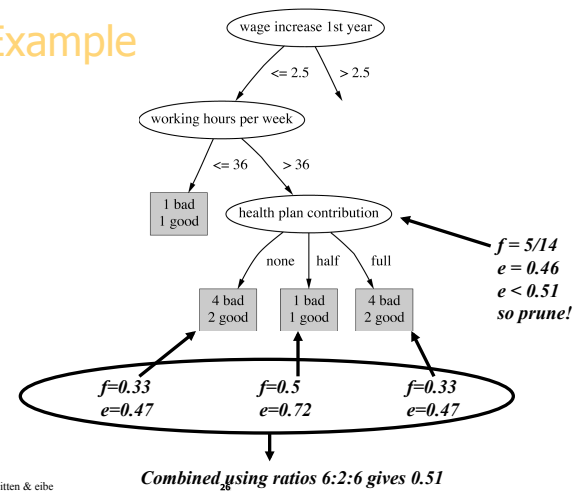 Example
wage increase 1st year
<= 2.5
> 2.5
working hours per week
<= 36
> 36
1 bad
1 good
health plan contribution
none
half
full
f = 5/14
e = 0.46
e < 0.51
so prune!
4 bad
2 good
1 bad
1 good
4 bad
2 good
f=0.33
e=0.47
f=0.5
e=0.72
f=0.33
e=0.47
Combined using ratios 6:2:6 gives 0.51
itten & eibe
26